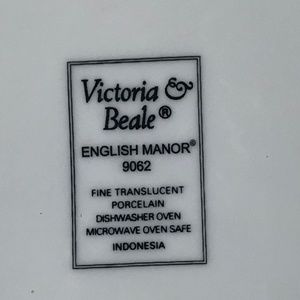 Victoria &
Beale®
ENGLISH MANOR®
9062
FINE TRANSLUCENT
PORCELAIN
DISHWASHER OVEN
MICROWAVE OVEN SAFE
INDONESIA